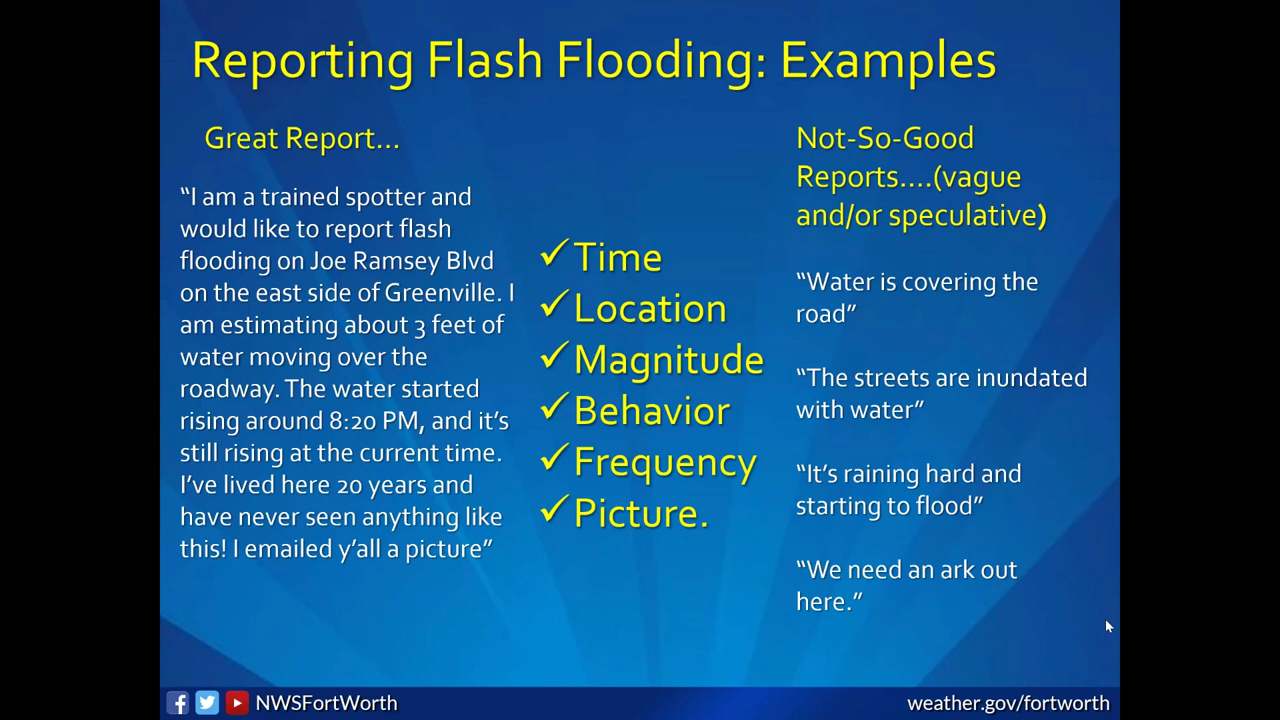 Reporting Flash Flooding: Examples
Great Report...
“I am a trained spotter and
would like to report flash
flooding on Joe Ramsey Blvd
on the east side of Greenville. I
am estimating about 3 feet of
water moving over the
roadway. The water started
rising around 8:20 PM, and it’s
still rising at the current time.
I’ve lived here 20 years and
have never seen anything like
this! I emailed y’all a picture”
✓Time
✓Location
✓Magnitude
✓Behavior
✓Frequency
✓Picture.
Not-So-Good
Reports....(vague
and/or speculative)
“Water is covering the
road”
“The streets are inundated
with water”
“It’s raining hard and
starting to flood”
“We need an ark out
here.”
NWSFortWorth
weather.gov/fortworth